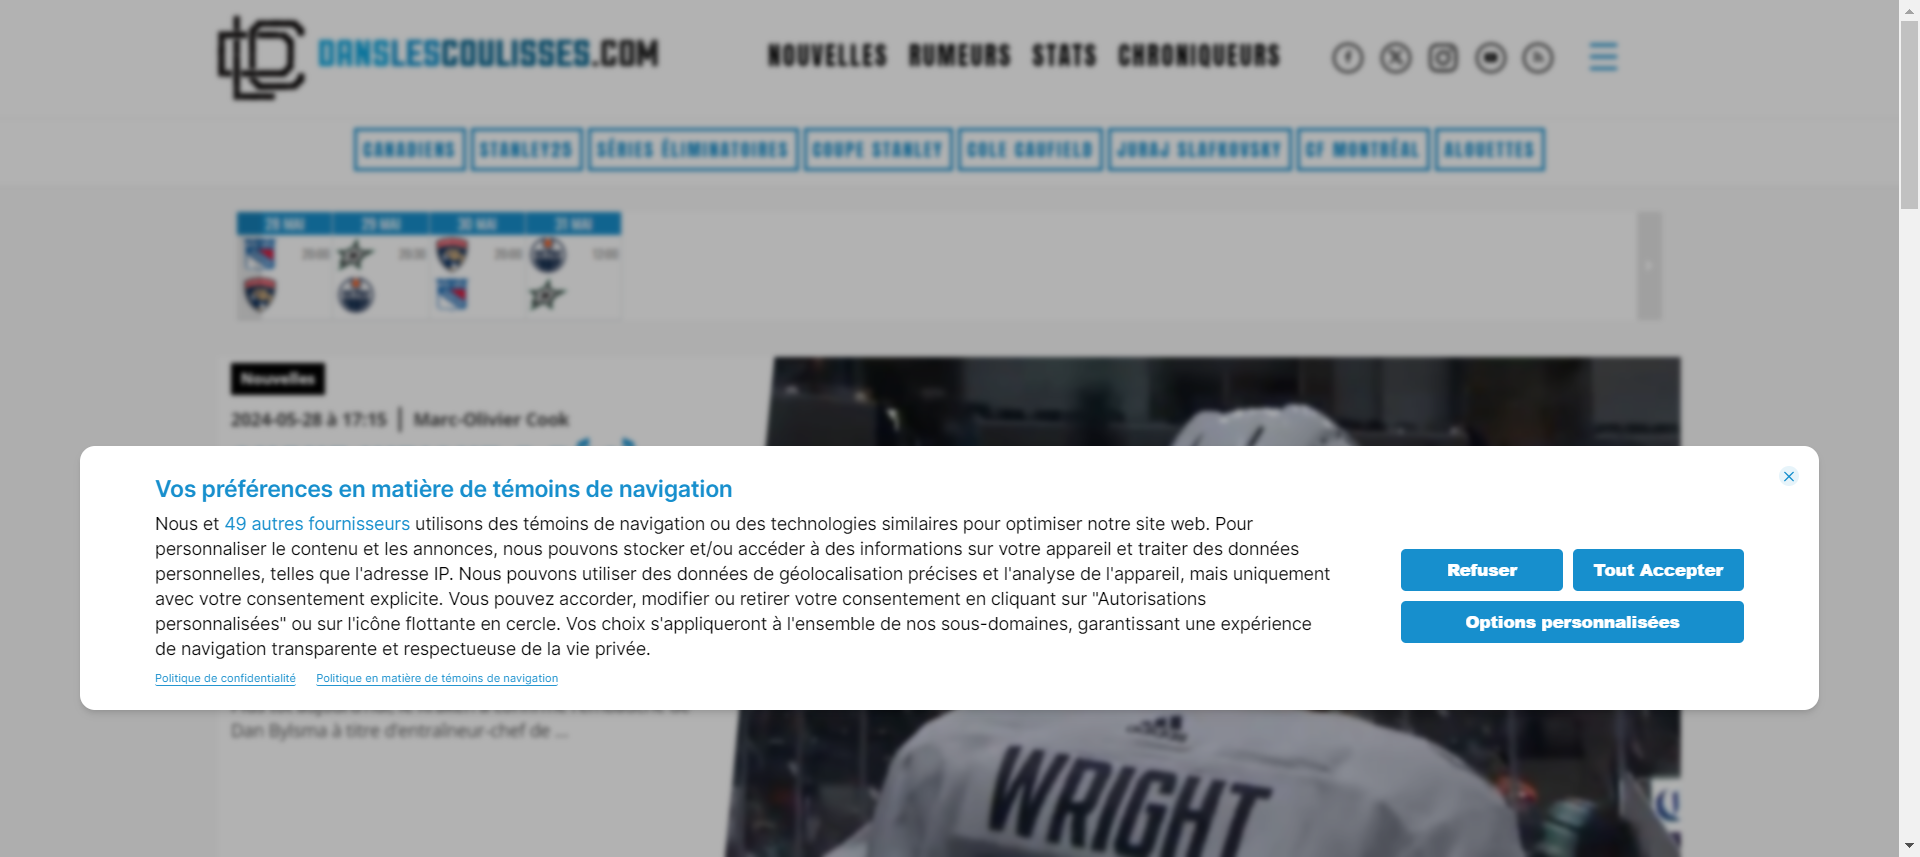 DANSLESCOULISSES.COM
NOUVELLES RUMEURS STATS CHRONIQUEURS
CANADIENS STANLEY25 SÉRIES ÉLIMINATOIRES COUPE STANLEY COLE CAUFIELD JURAJ SLAFKOVSKY CF MONTRÉAL ALOUETTES
28 MAI 29 MAI 30 MAI 31 MAI
Nouvelles
2024-05-28 à 17:15 | Marc-Olivier Cook
Vos préférences en matière de témoins de navigation
Nous et 49 autres fournisseurs utilisons des témoins de navigation ou des technologies similaires pour optimiser notre site web. Pour
personnaliser le contenu et les annonces, nous pouvons stocker et/ou accéder à des informations sur votre appareil et traiter des données
personnelles, telles que l'adresse IP. Nous pouvons utiliser des données de géolocalisation précises et l'analyse de l'appareil, mais uniquement
avec votre consentement explicite. Vous pouvez accorder, modifier ou retirer votre consentement en cliquant sur "Autorisations
personnalisées" ou sur l'icône flottante en cercle. Vos choix s'appliqueront à l'ensemble de nos sous-domaines, garantissant une expérience
de navigation transparente et respectueuse de la vie privée.
Politique de confidentialité Politique en matière de témoins de navigation
Refuser Tout Accepter
Options personnalisées
Dan Bylsma à titre d'entraîneur-chef de ...
WRIGHT